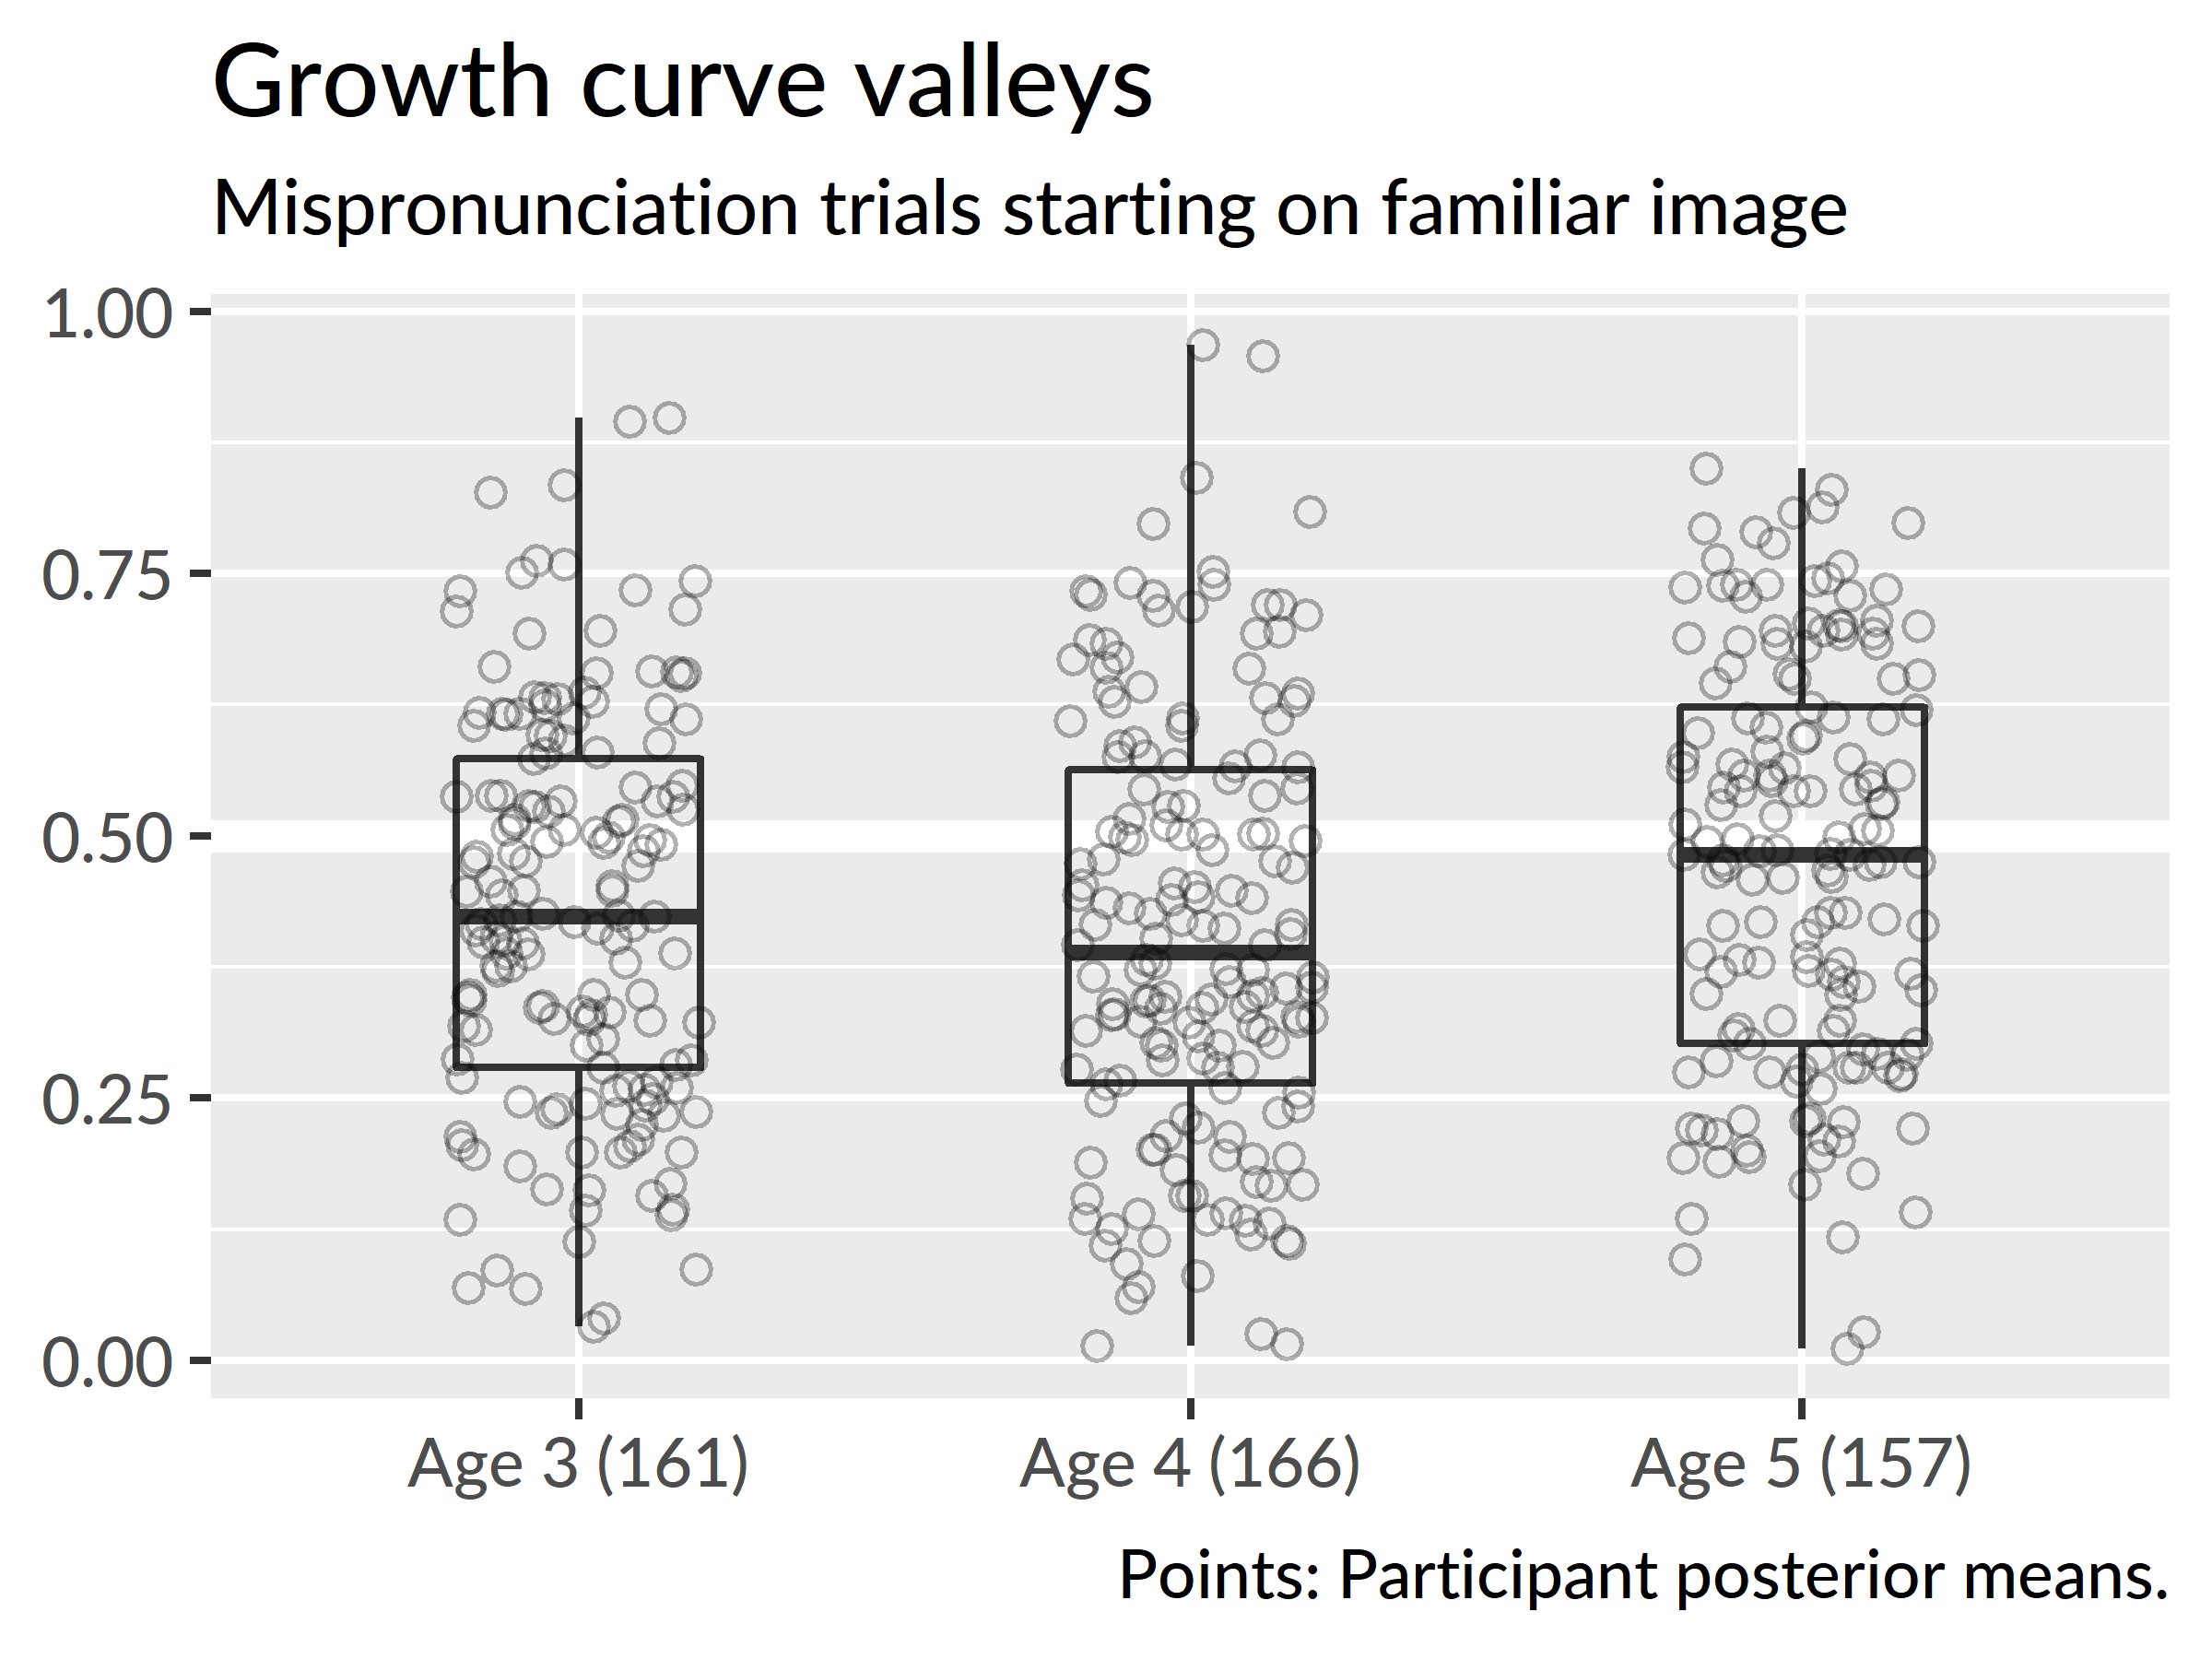 Growth curve valleys
Mispronunciation trials starting on familiar image
1.00
0.75
0.50
0.25
0.00
Age 3 (161)
Age 4 (166)
Age 5 (157)
Points: Participant posterior means.